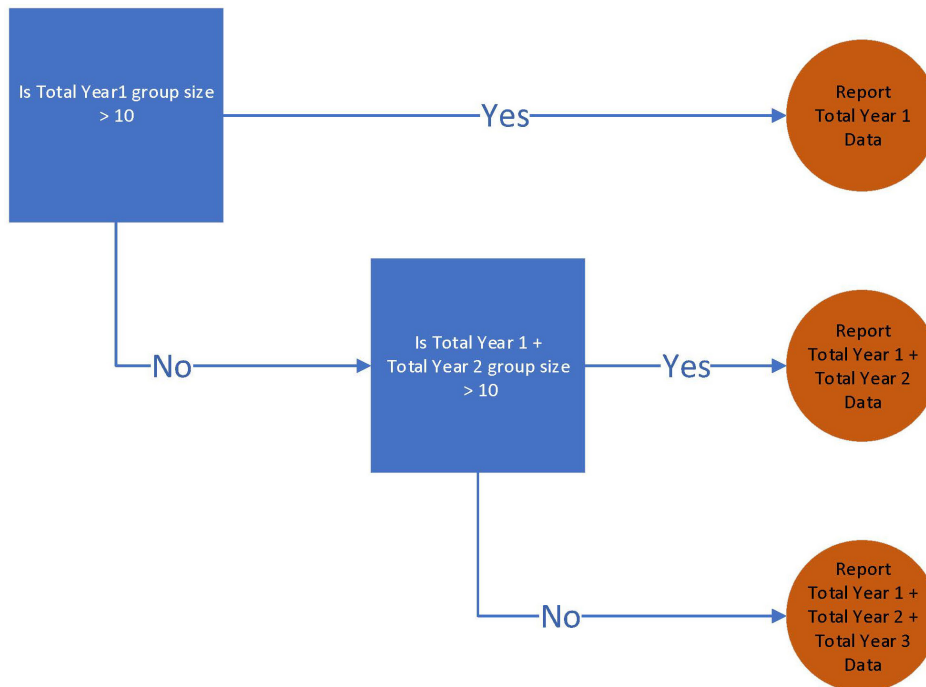 Is Total Year1 group size
> 10
Yes
Report
Total Year 1
Data
No
Is Total Year 1 +
Total Year 2 group size
> 10
Yes
Report
Total Year 1 +
Total Year 2
Data
No
Report
Total Year 1 +
Total Year 2 +
Total Year 3
Data